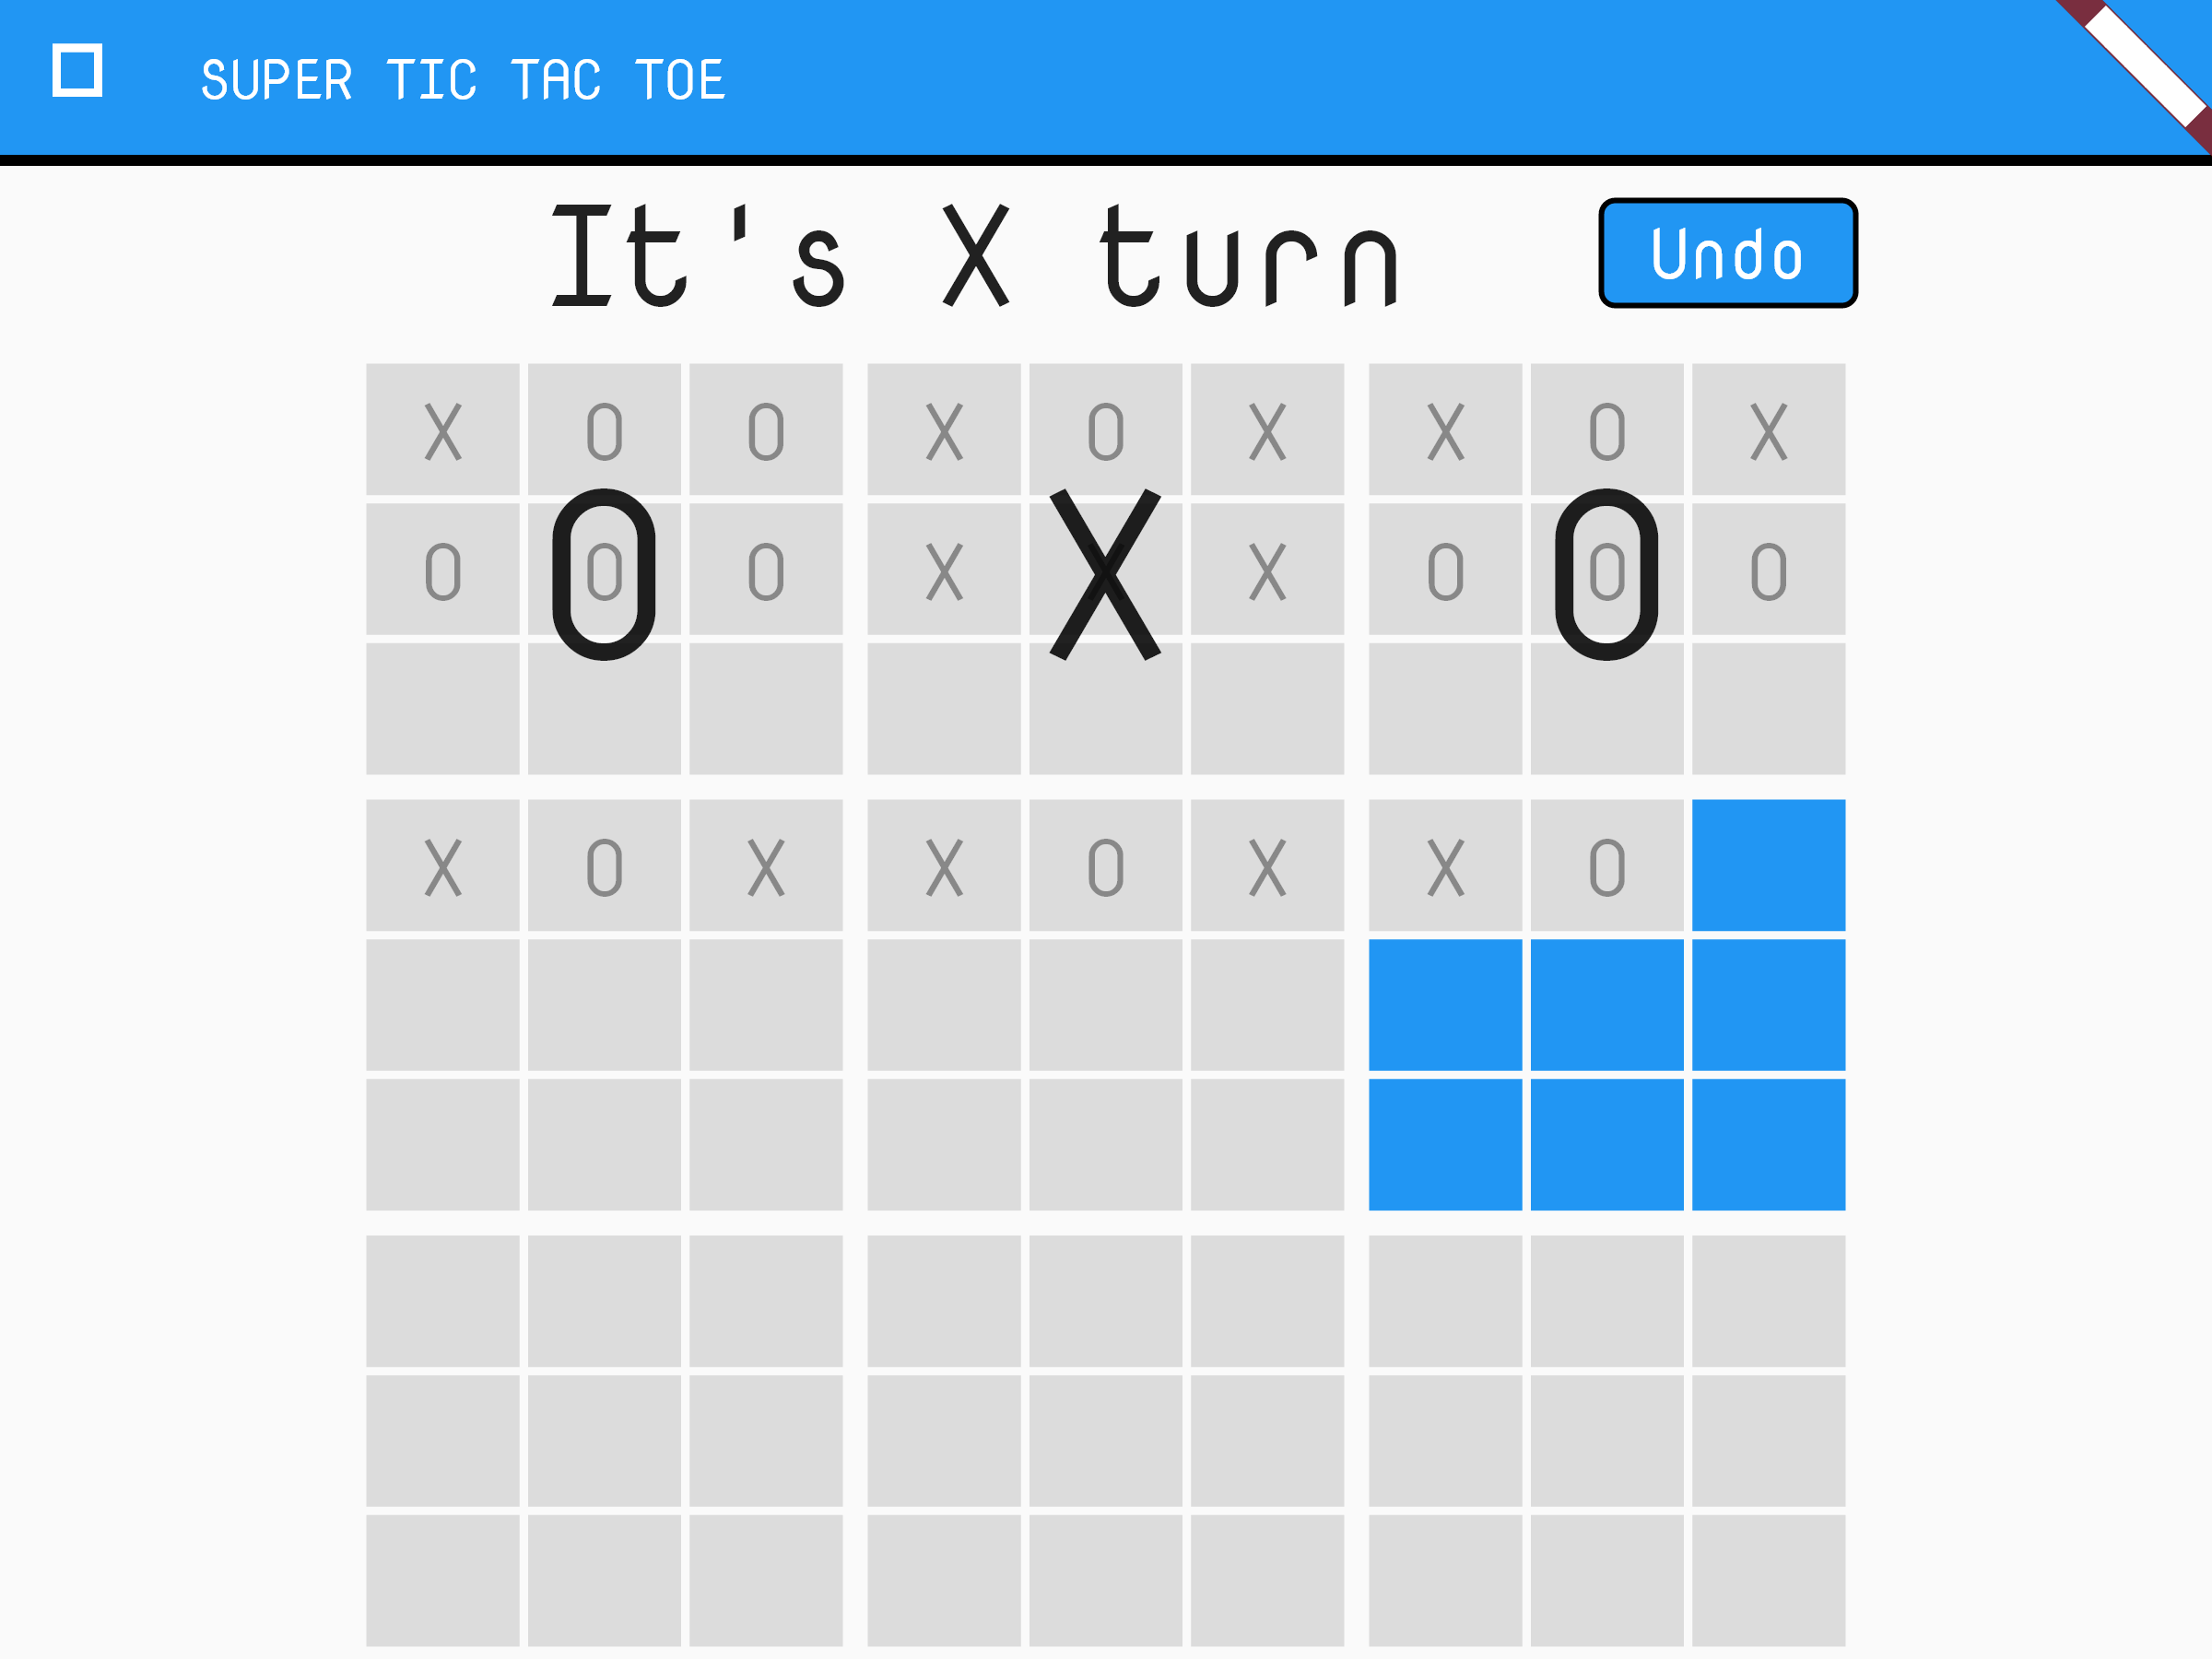 SUPER TIC TAC TOE
It's X turn
Undo
X O O X O X X O X
O O O X X X O O O
O X O
X O X X O X X O